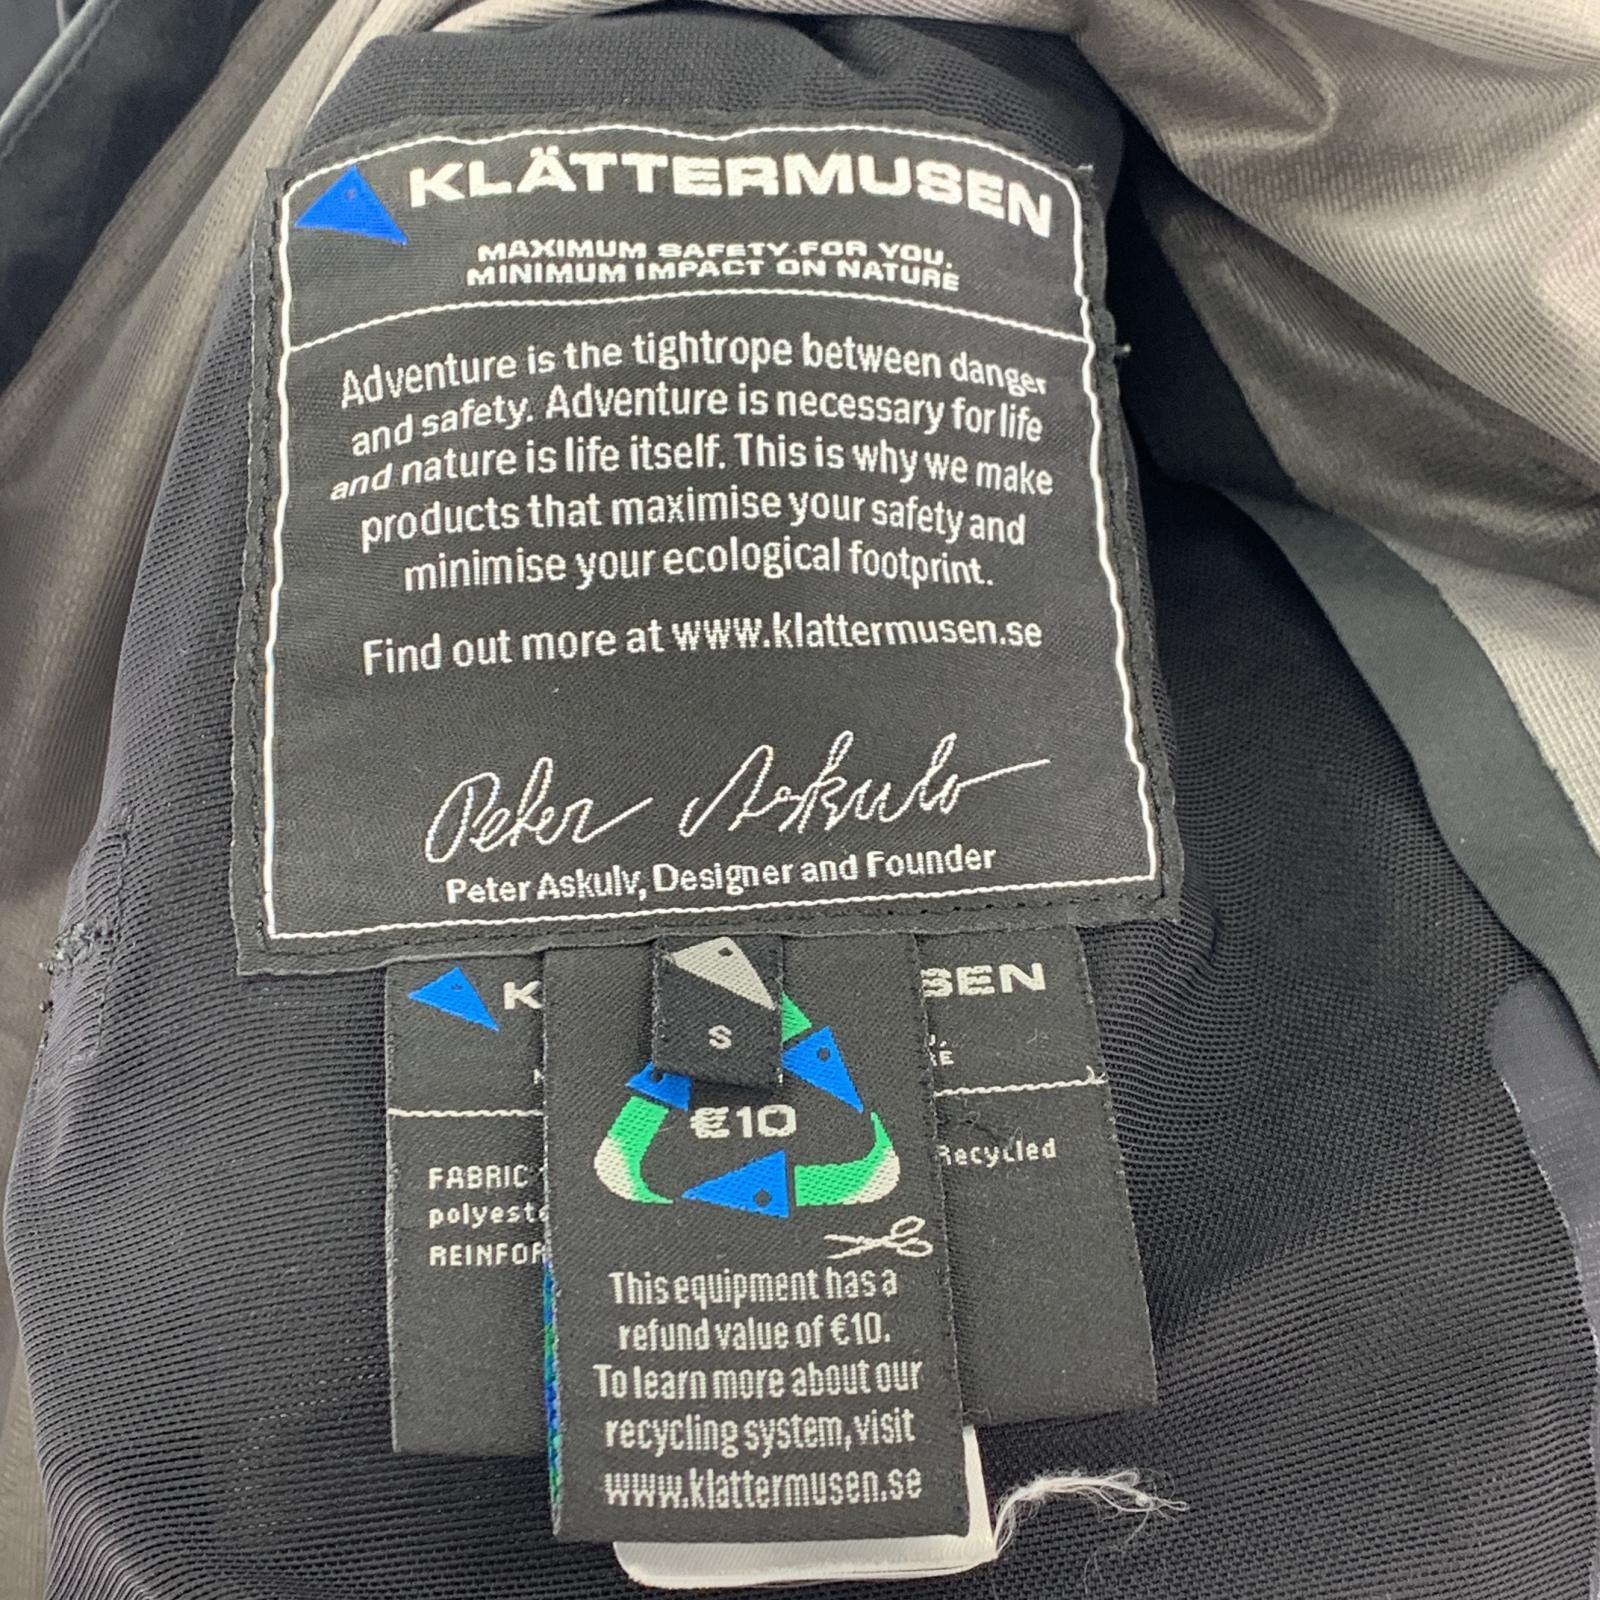 KLÄTTERMUSEN
MAXIMUM SAFETY FOR YOU,
MINIMUM IMPACT ON NATURE
Adventure is the tightrope between danger
and safety. Adventure is necessary for life
and nature is life itself. This is why we make
products that maximise your safety and
minimise your ecological footprint.
Find out more at www.klattermusen.se
Peter Askulv
Peter Askulv, Designer and Founder
S
€10
This equipment has a
refund value of €10.
To learn more about our
recycling system, visit
www.klattermusen.se
K
SEN
FABRIC
Recycled